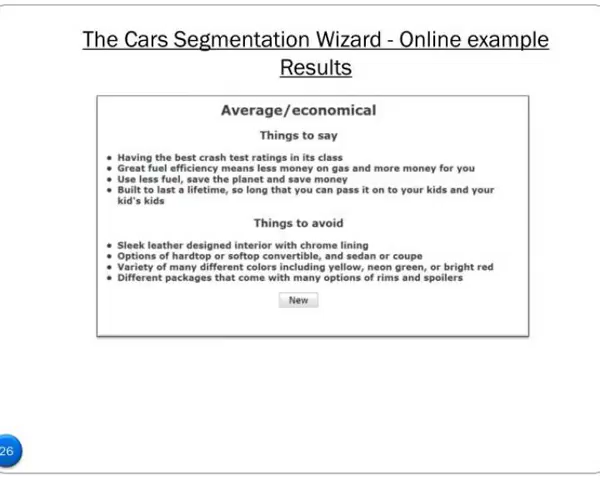 The Cars Segmentation Wizard - Online example
Results
Average/economical
Things to say
Having the best crash test ratings in its class
Great fuel efficiency means less money on gas and more money for you
Use less fuel, save the planet and save money
Built to last a lifetime, so long that you can pass it on to your kids and your
kid's kids
Things to avoid
Sleek leather designed interior with chrome lining
Options of hardtop or softop convertible, and sedan or coupe
Variety of many different colors including yellow, neon green, or bright red
Different packages that come with many options of rims and spoilers
New
26